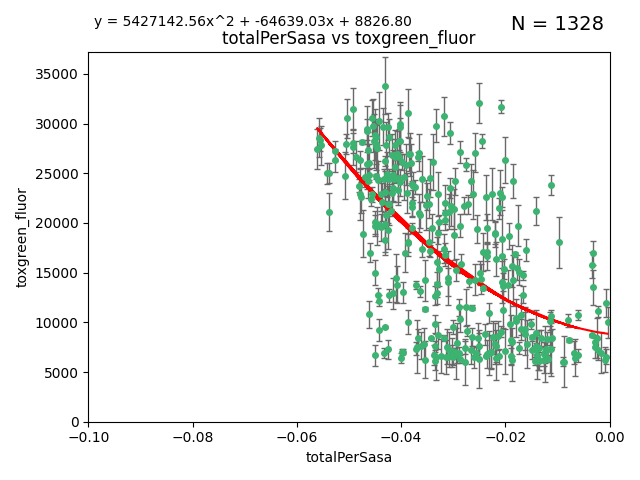 y = 5427142.56x^2 + -64639.03x + 8826.80
N = 1328
totalPerSasa vs toxgreen_fluor
toxgreen_fluor
35000
30000
25000
20000
15000
10000
5000
0
−0.10 −0.08 −0.06 −0.04 −0.02 0.00
totalPerSasa